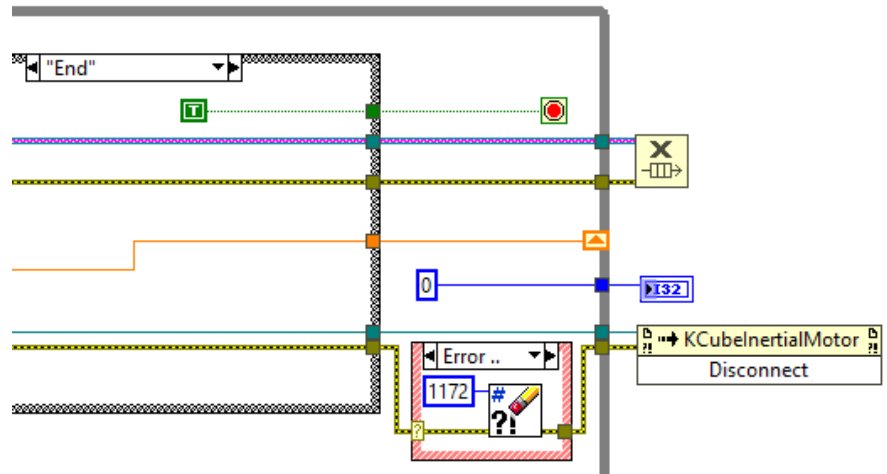 "End"
T
X
0
I32
Error ..
KCubeInertialMotor
1172
#
?!
Disconnect